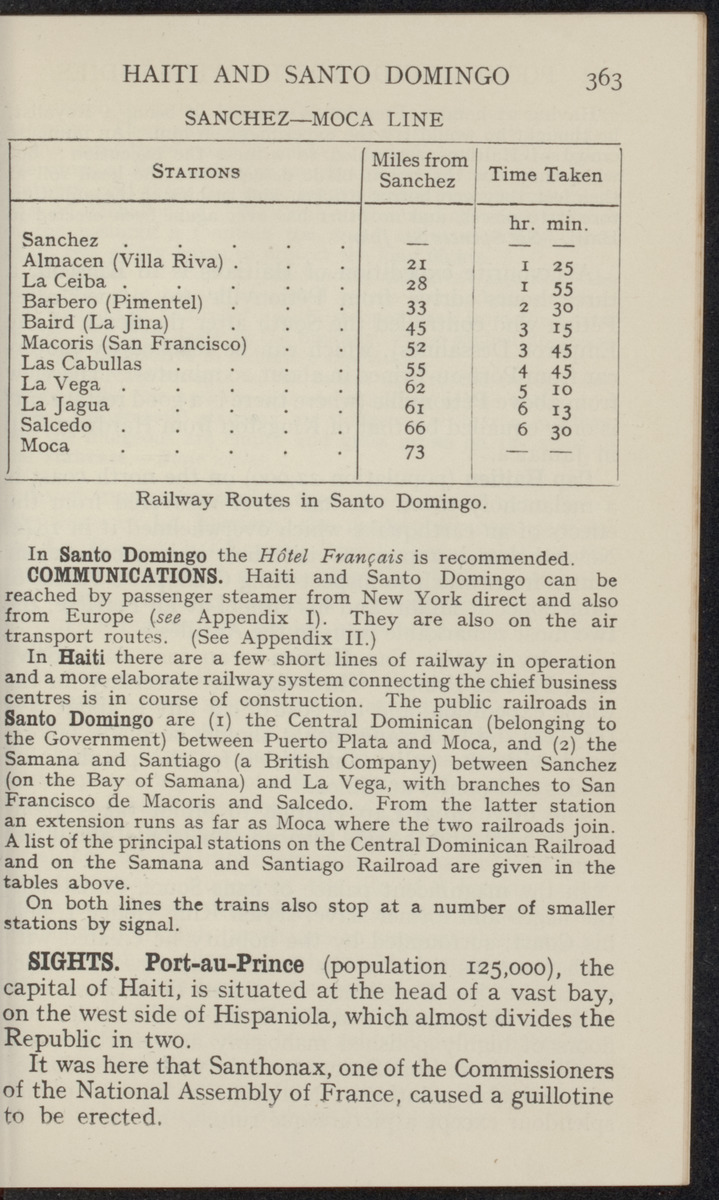 HAITI AND SANTO DOMINGO 363
SANCHEZ—MOCA LINE
STATIONS Miles from Sanchez Time Taken
hr. min.
Sanchez . . . . . — — —
Almacen (Villa Riva) . . . 21 1 25
La Ceiba . . . . . 28 1 55
Barbero (Pimentel) . . . 33 2 30
Baird (La Jina) . . . 45 3 15
Macoris (San Francisco) . . 52 3 45
Las Cabullas . . . . 55 4 45
La Vega . . . . . 62 5 10
La Jagua . . . . 61 6 13
Salcedo . . . . . 66 6 30
Moca . . . . . 73 — —
Railway Routes in Santo Domingo.
In Santo Domingo the Hôtel Français is recommended.
COMMUNICATIONS. Haiti and Santo Domingo can be
reached by passenger steamer from New York direct and also
from Europe (see Appendix I). They are also on the air
transport routes. (See Appendix II.)
In Haiti there are a few short lines of railway in operation
and a more elaborate railway system connecting the chief business
centres is in course of construction. The public railroads in
Santo Domingo are (1) the Central Dominican (belonging to
the Government) between Puerto Plata and Moca, and (2) the
Samana and Santiago (a British Company) between Sanchez
(on the Bay of Samana) and La Vega, with branches to San
Francisco de Macoris and Salcedo. From the latter station
an extension runs as far as Moca where the two railroads join.
A list of the principal stations on the Central Dominican Railroad
and on the Samana and Santiago Railroad are given in the
tables above.
On both lines the trains also stop at a number of smaller
stations by signal.
SIGHTS. Port-au-Prince (population 125,000), the
capital of Haiti, is situated at the head of a vast bay,
on the west side of Hispaniola, which almost divides the
Republic in two.
It was here that Santhonax, one of the Commissioners
of the National Assembly of France, caused a guillotine
to be erected.